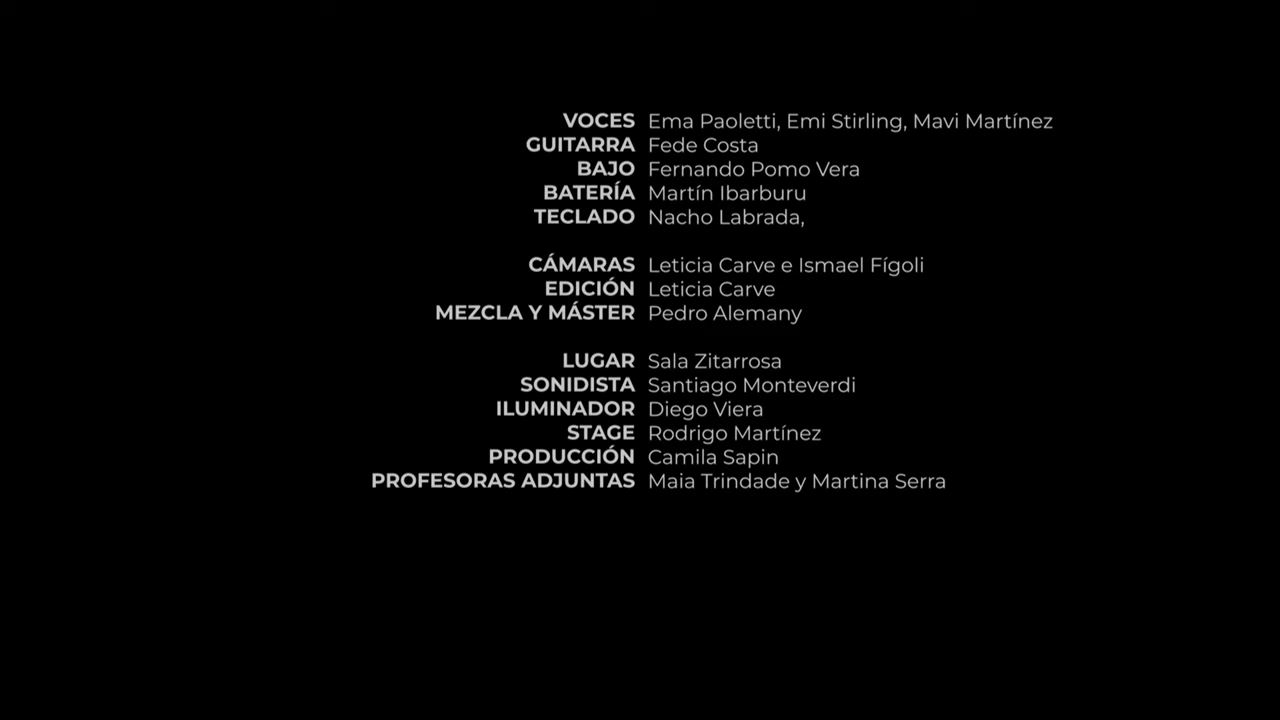 VOCES Ema Paoletti, Emi Stirling, Mavi Martínez
GUITARRA Fede Costa
BAJO Fernando Pomo Vera
BATERÍA Martín Ibarburu
TECLADO Nacho Labrada,
CÁMARAS Leticia Carve e Ismael Fígoli
EDICIÓN Leticia Carve
MEZCLA Y MÁSTER Pedro Alemany
LUGAR Sala Zitarrosa
SONIDISTA Santiago Monteverdi
ILUMINADOR Diego Viera
STAGE Rodrigo Martínez
PRODUCCIÓN Camila Sapin
PROFESORAS ADJUNTAS Maia Trindade y Martina Serra